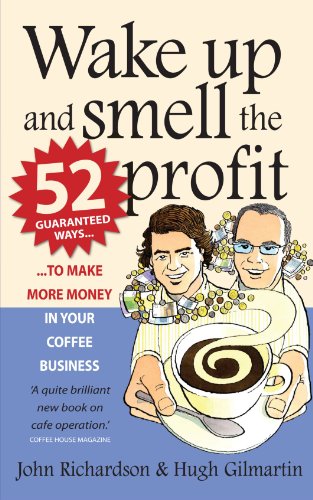 Wake up
and smell the
profit
52
GUARANTEED
WAYS...
...TO MAKE
MORE MONEY
IN YOUR
COFFEE
BUSINESS
'A quite brilliant
new book on
cafe operation.'
COFFEE HOUSE MAGAZINE
John Richardson & Hugh Gilmartin